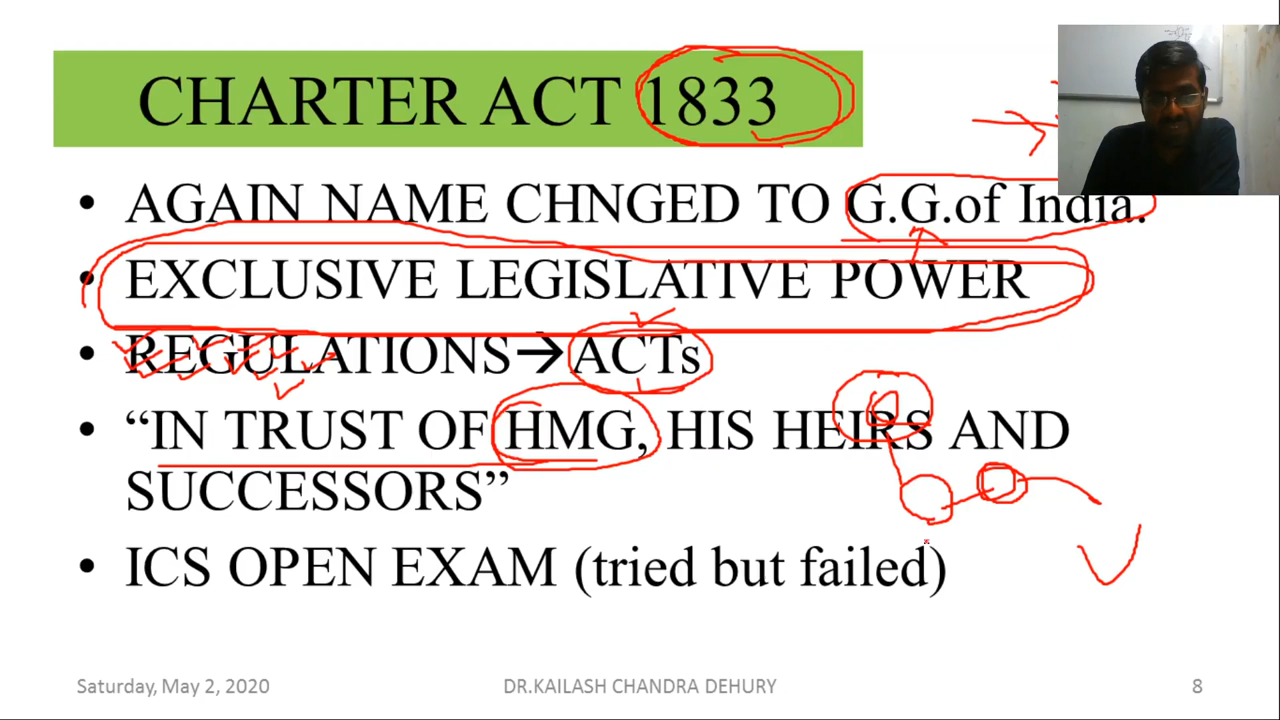 CHARTER ACT 1833
• AGAIN NAME CHNGED TO G.G.of India.
• EXCLUSIVE LEGISLATIVE POWER
• REGULATIONS→ACTs
• “IN TRUST OF HMG, HIS HEIRS AND
SUCCESSORS”
• ICS OPEN EXAM (tried but failed)
Saturday, May 2, 2020
DR.KAILASH CHANDRA DEHURY
8